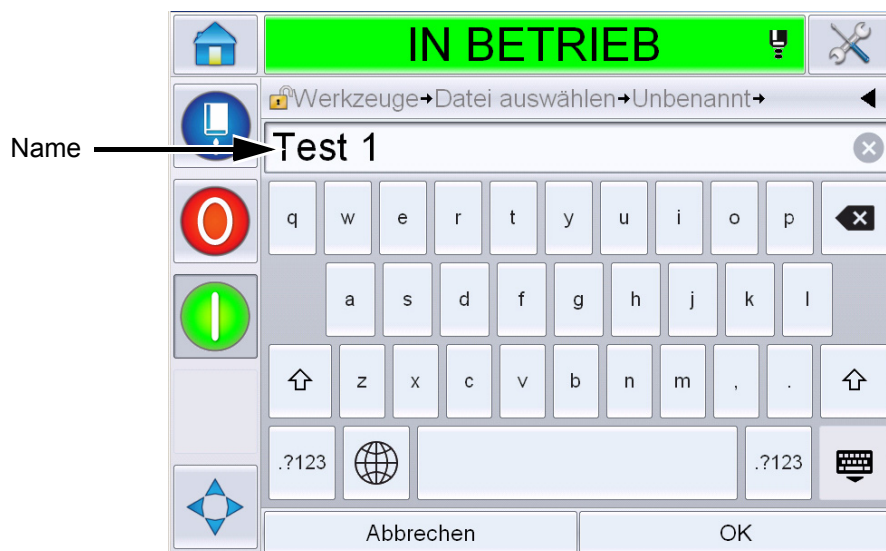 IN BETRIEB
Werkzeuge→Datei auswählen→Unbenannt→
Name
Test 1
q w e r t y u i o p
a s d f g h j k l
z x c v b n m , .
.?123 .?123
Abbrechen OK